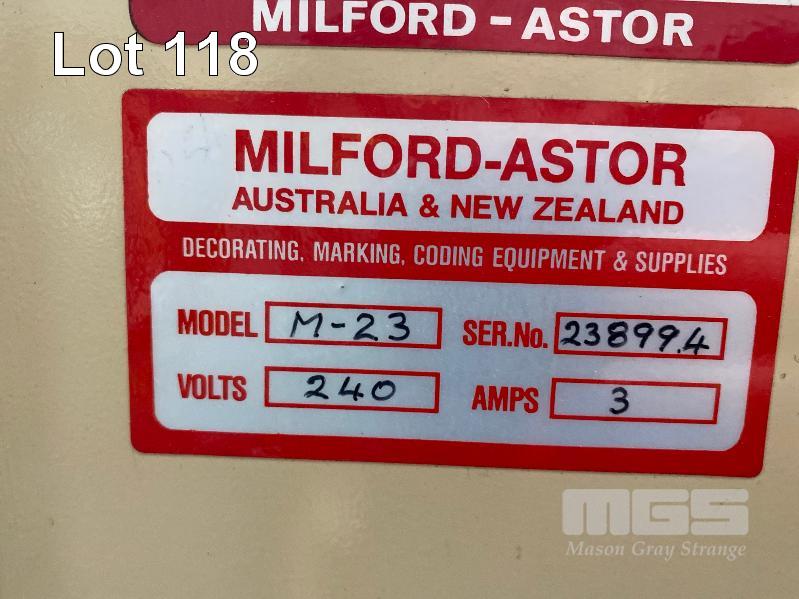 MILFORD - ASTOR
Lot 118
MILFORD-ASTOR
AUSTRALIA & NEW ZEALAND
DECORATING, MARKING, CODING EQUIPMENT & SUPPLIES
MODEL M-23 SER.No. 23899.4
VOLTS 240 AMPS 3
MGS
Mason Gray Strange